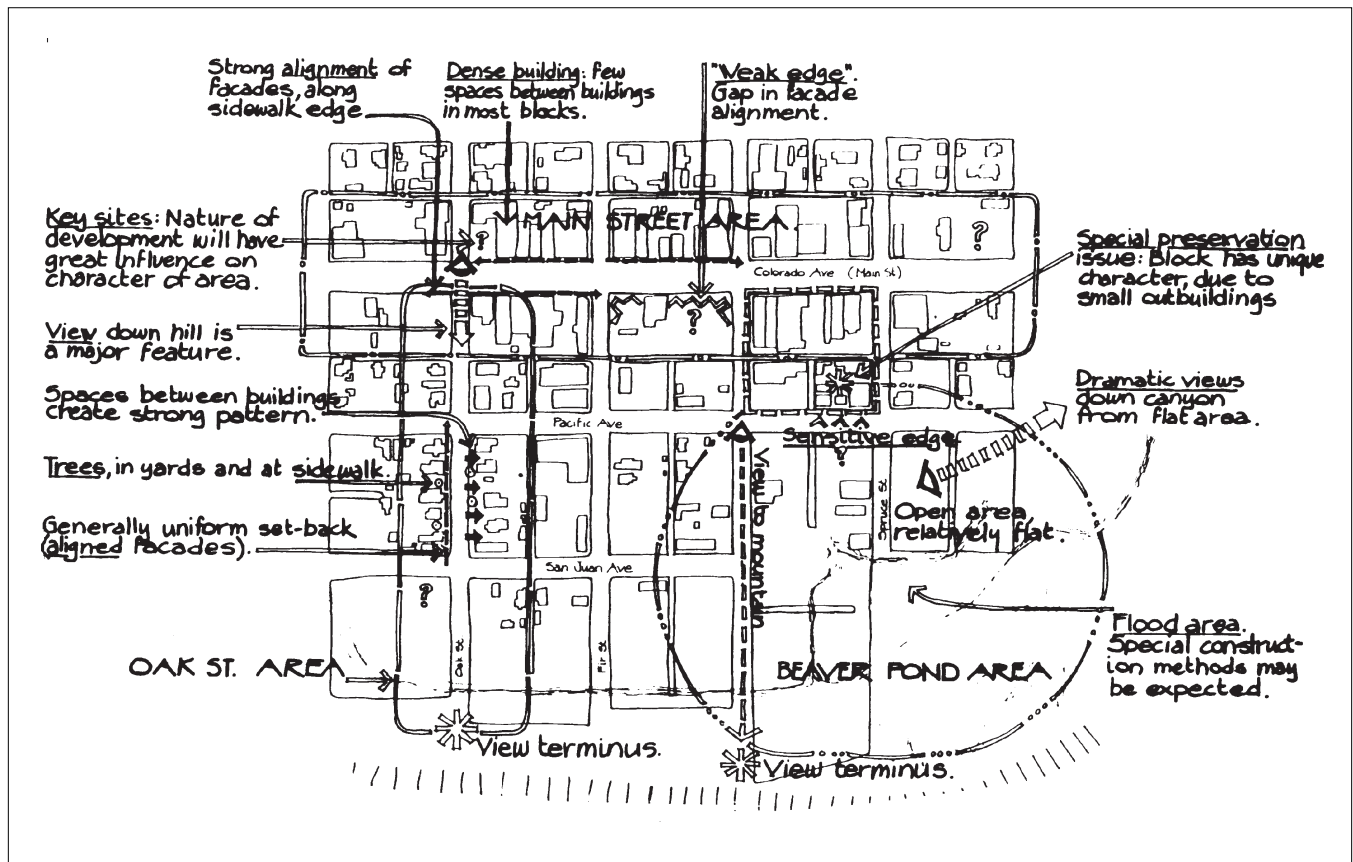 Strong alignment of
facades, along
sidewalk edge
Dense building: few
spaces between buildings
in most blocks.
"Weak edge".
Gap in facade
alignment.
Key sites: Nature of
development will have
great influence on
character of area.
?
MAIN STREET AREA.
?
Colorado Ave (Main St)
Special preservation
issue: Block has unique
character, due to
small outbuildings
View down hill is
a major feature.
?
Spaces between buildings
create strong pattern.
Pacific Ave
Sensitive edge
?
Dramatic views
down canyon
from flat area.
Trees, in yards and at sidewalk.
View to mountain
Spruce St
Open area
relatively flat.
Generally uniform set-back
(aligned facades).
San Juan Ave
?
OAK ST. AREA
Oak St
Fir St
BEAVER POND AREA
Flood area.
Special construct-
ion methods may
be expected.
View terminus.
View terminus.